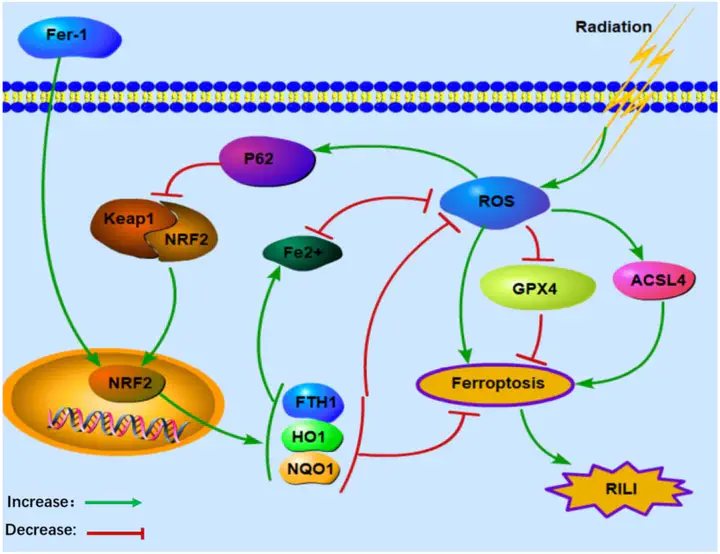 Fer-1
Radiation
P62
ROS
Keap1
NRF2
Fe2+
GPX4
ACSL4
NRF2
Ferroptosis
FTH1
HO1
NQO1
RILI
Increase:
Decrease: